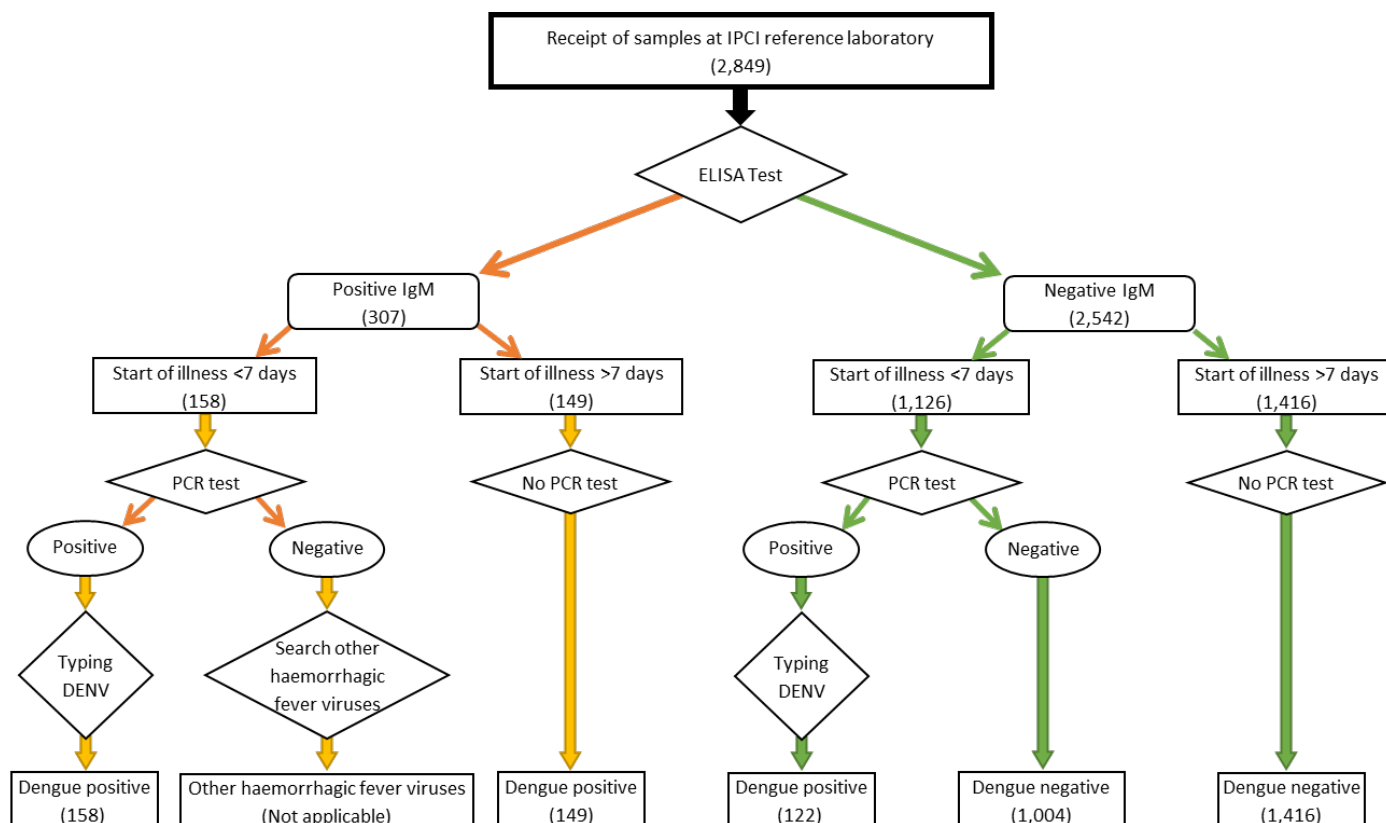 Receipt of samples at IPCI reference laboratory
(2,849)
ELISA Test
Positive IgM
(307)
Negative IgM
(2,542)
Start of illness <7 days
(158)
Start of illness >7 days
(149)
Start of illness <7 days
(1,126)
Start of illness >7 days
(1,416)
PCR test
No PCR test
PCR test
No PCR test
Positive
Negative
Positive
Negative
Typing
DENV
Search other
haemorrhagic
fever viruses
Typing
DENV
Dengue positive
(158)
Other haemorrhagic fever viruses
(Not applicable)
Dengue positive
(149)
Dengue positive
(122)
Dengue negative
(1,004)
Dengue negative
(1,416)